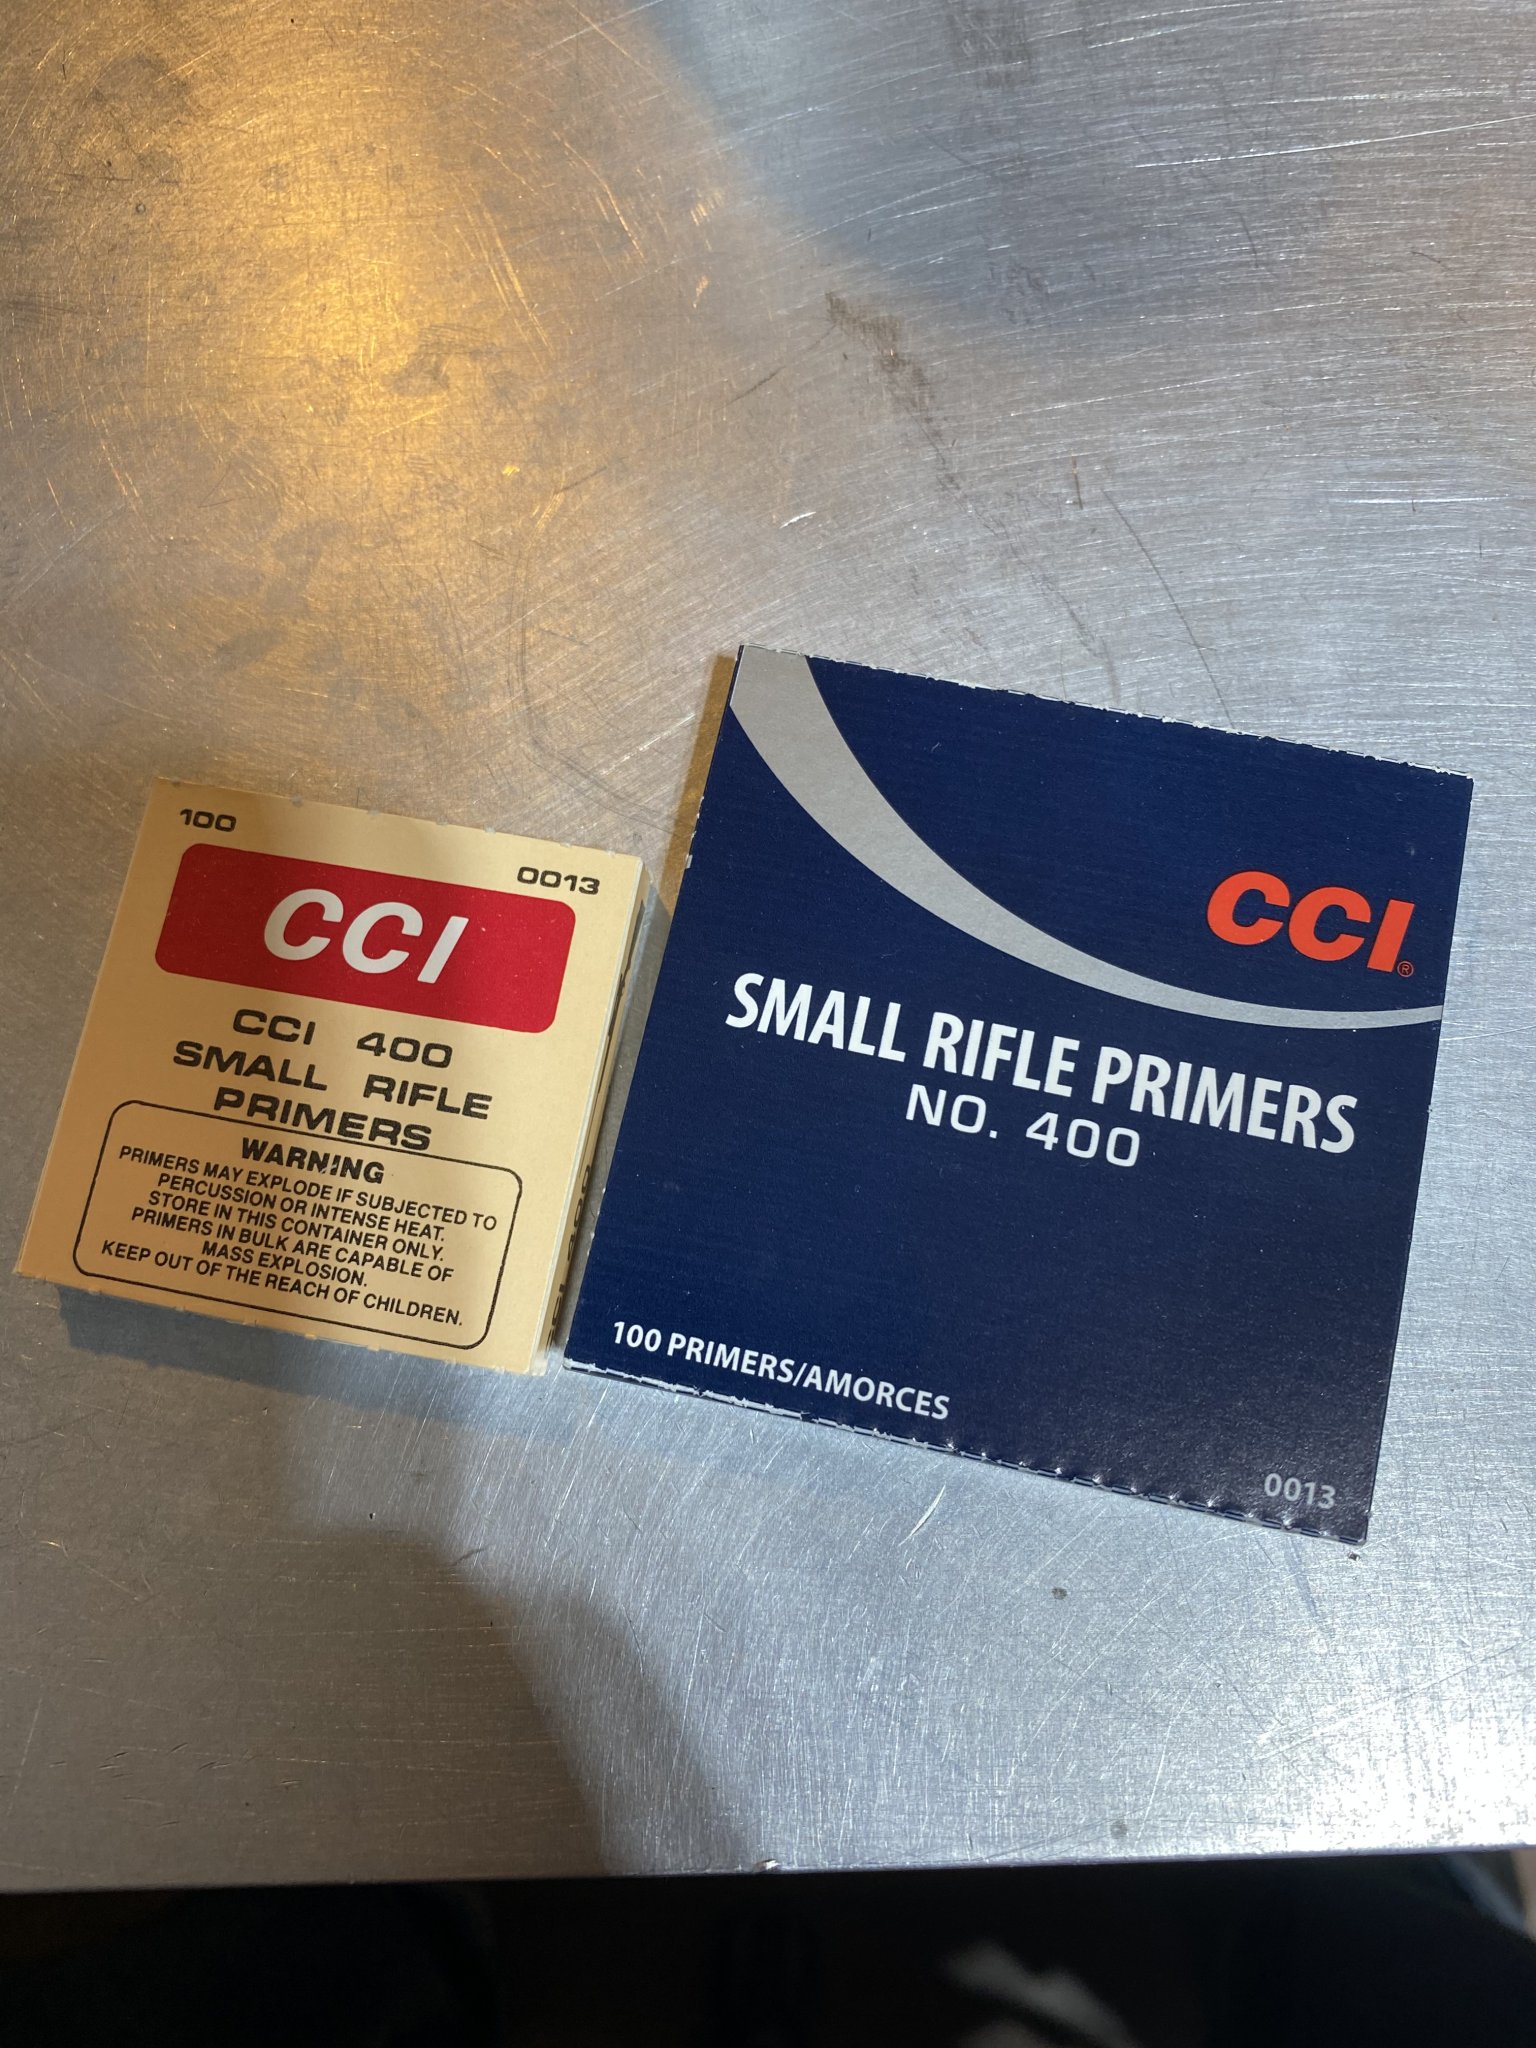 100
0013
CCI
CCI 400
SMALL RIFLE
PRIMERS
WARNING
PRIMERS MAY EXPLODE IF SUBJECTED TO
PERCUSSION OR INTENSE HEAT.
STORE IN THIS CONTAINER ONLY.
PRIMERS IN BULK ARE CAPABLE OF
MASS EXPLOSION.
KEEP OUT OF THE REACH OF CHILDREN.
CCI®
SMALL RIFLE PRIMERS
NO. 400
100 PRIMERS/AMORCES
0013